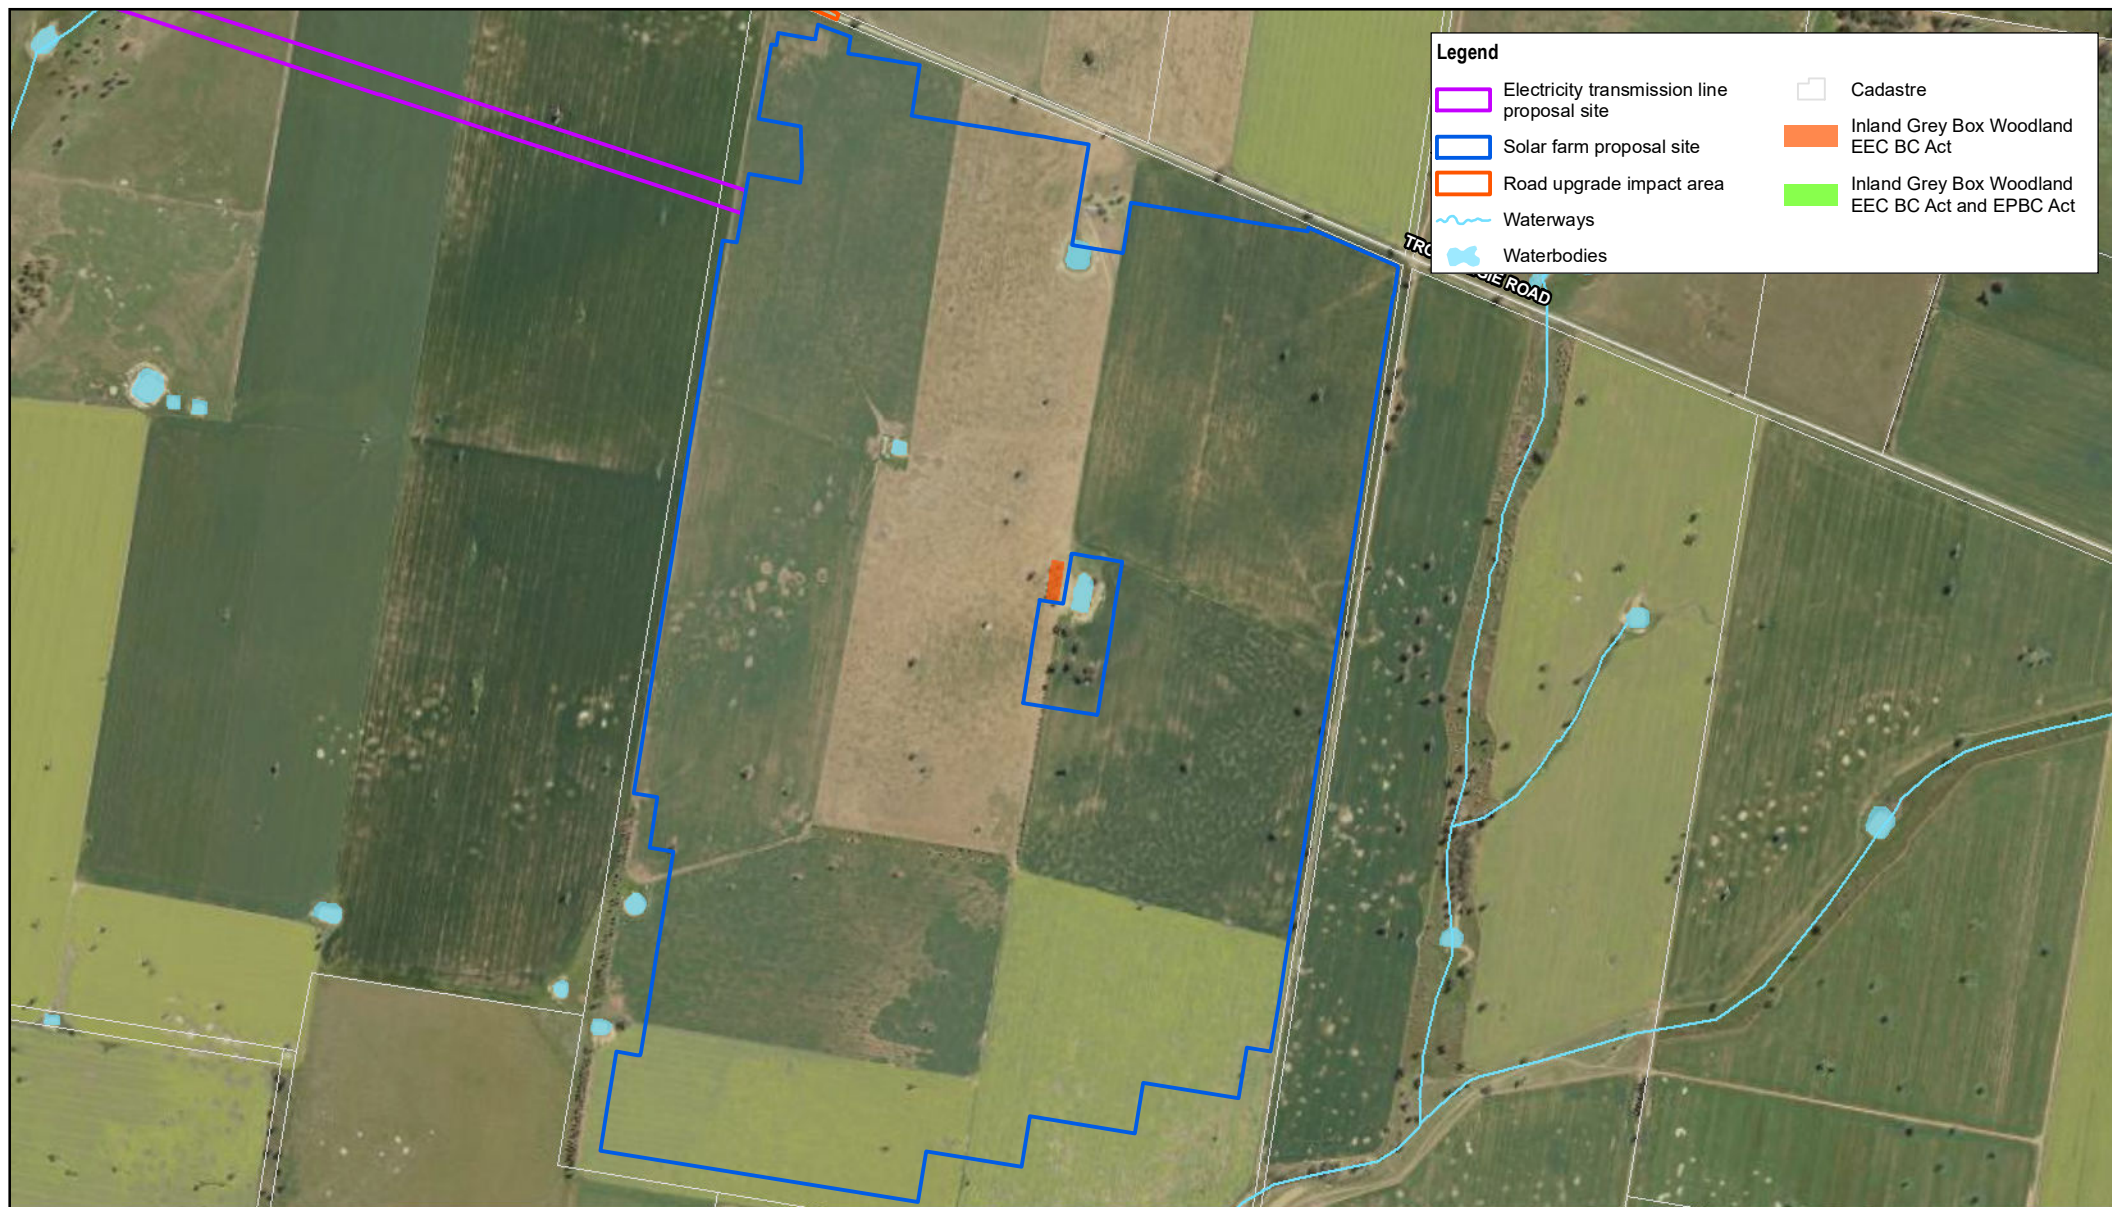 Legend
Electricity transmission line
proposal site
Solar farm proposal site
Road upgrade impact area
Waterways
Waterbodies
Cadastre
Inland Grey Box Woodland
EEC BC Act
Inland Grey Box Woodland
EEC BC Act and EPBC Act
ROAD